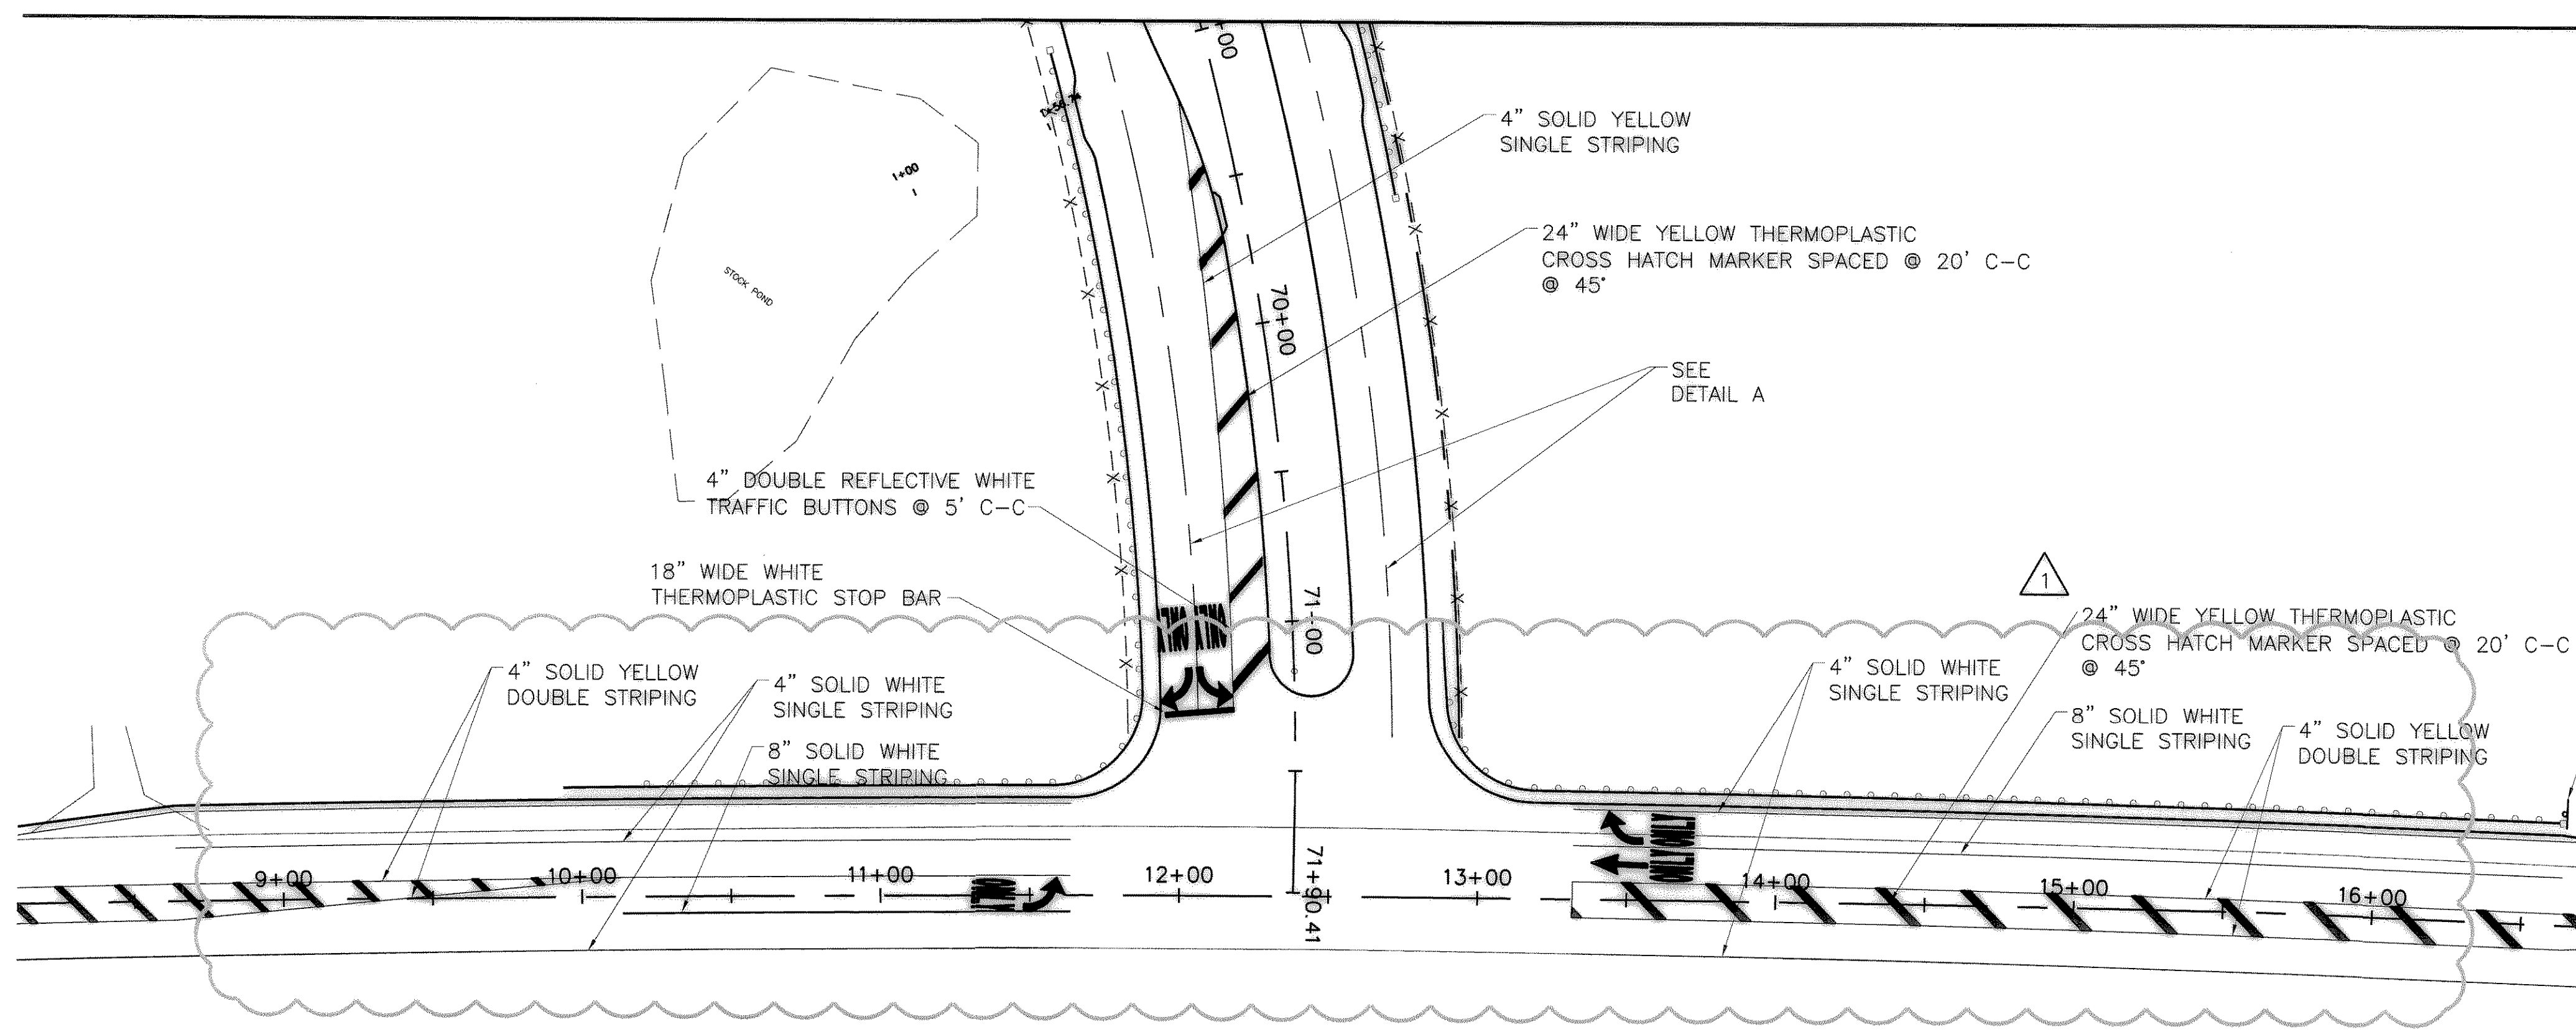 +00
4" SOLID YELLOW
SINGLE STRIPING
1+00
24" WIDE YELLOW THERMOPLASTIC
CROSS HATCH MARKER SPACED @ 20' C-C
@ 45°
STOCK POND
70+00
SEE
DETAIL A
4" DOUBLE REFLECTIVE WHITE
TRAFFIC BUTTONS @ 5' C-C
18" WIDE WHITE
THERMOPLASTIC STOP BAR
ONLY ONLY
71+00
1
24" WIDE YELLOW THERMOPLASTIC
CROSS HATCH MARKER SPACED @ 20' C-C
@ 45°
4" SOLID YELLOW
DOUBLE STRIPING
4" SOLID WHITE
SINGLE STRIPING
8" SOLID WHITE
SINGLE STRIPING
4" SOLID WHITE
SINGLE STRIPING
8" SOLID WHITE
SINGLE STRIPING
4" SOLID YELLOW
DOUBLE STRIPING
ONLY ONLY
71+90.41
9+00
10+00
11+00
ONLY
12+00
13+00
14+00
15+00
16+00